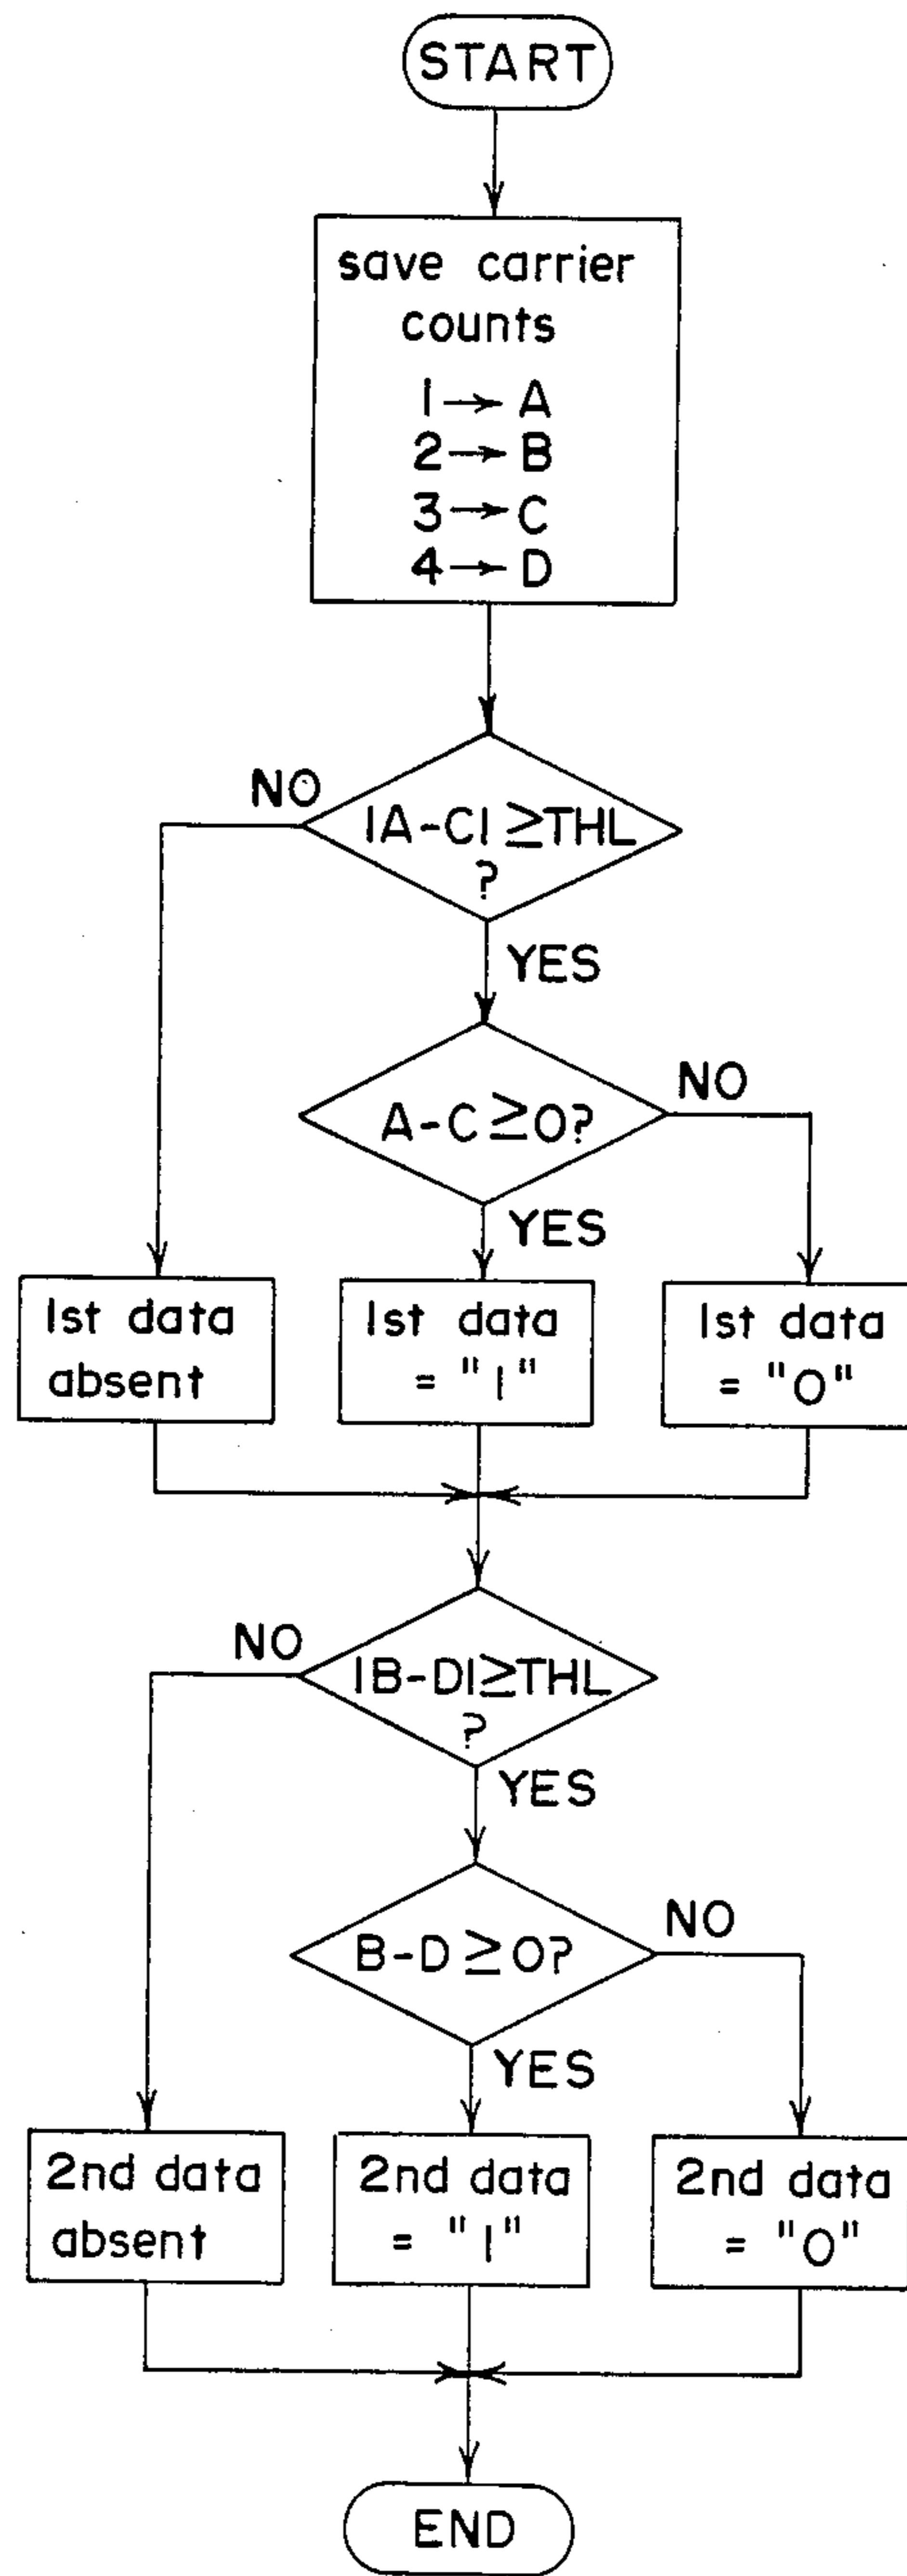 START
save carrier
counts
1→A
2→B
3→C
4→D
NO
|A-C|≥THL
?
YES
A-C≥0?
NO
YES
1st data
absent
1st data
= "1"
1st data
= "0"
NO
|B-D|≥THL
?
YES
B-D≥0?
NO
YES
2nd data
absent
2nd data
= "1"
2nd data
= "0"
END